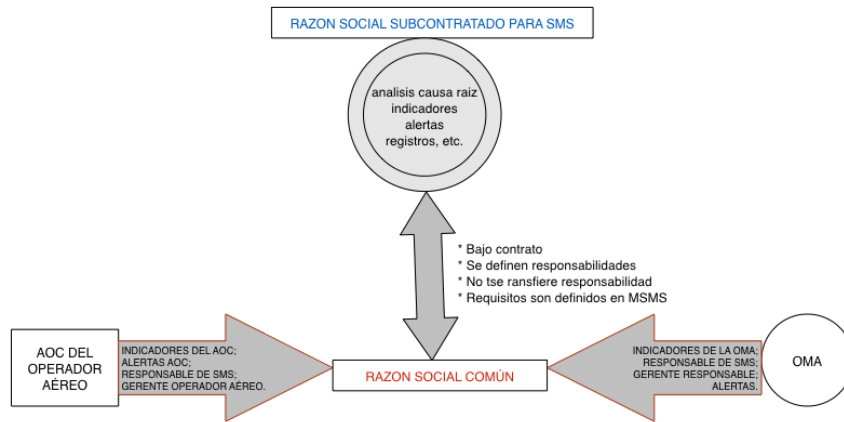 RAZON SOCIAL SUBCONTRATADO PARA SMS
analisis causa raiz
indicadores
alertas
registros, etc.
* Bajo contrato
* Se definen responsabilidades
* No tse ransfiere responsabilidad
* Requisitos son definidos en MSMS
AOC DEL
OPERADOR
AÉREO
INDICADORES DEL AOC;
ALERTAS AOC;
RESPONSABLE DE SMS;
GERENTE OPERADOR AÉREO.
RAZON SOCIAL COMÚN
INDICADORES DE LA OMA;
RESPONSABLE DE SMS;
GERENTE RESPONSABLE;
ALERTAS.
OMA